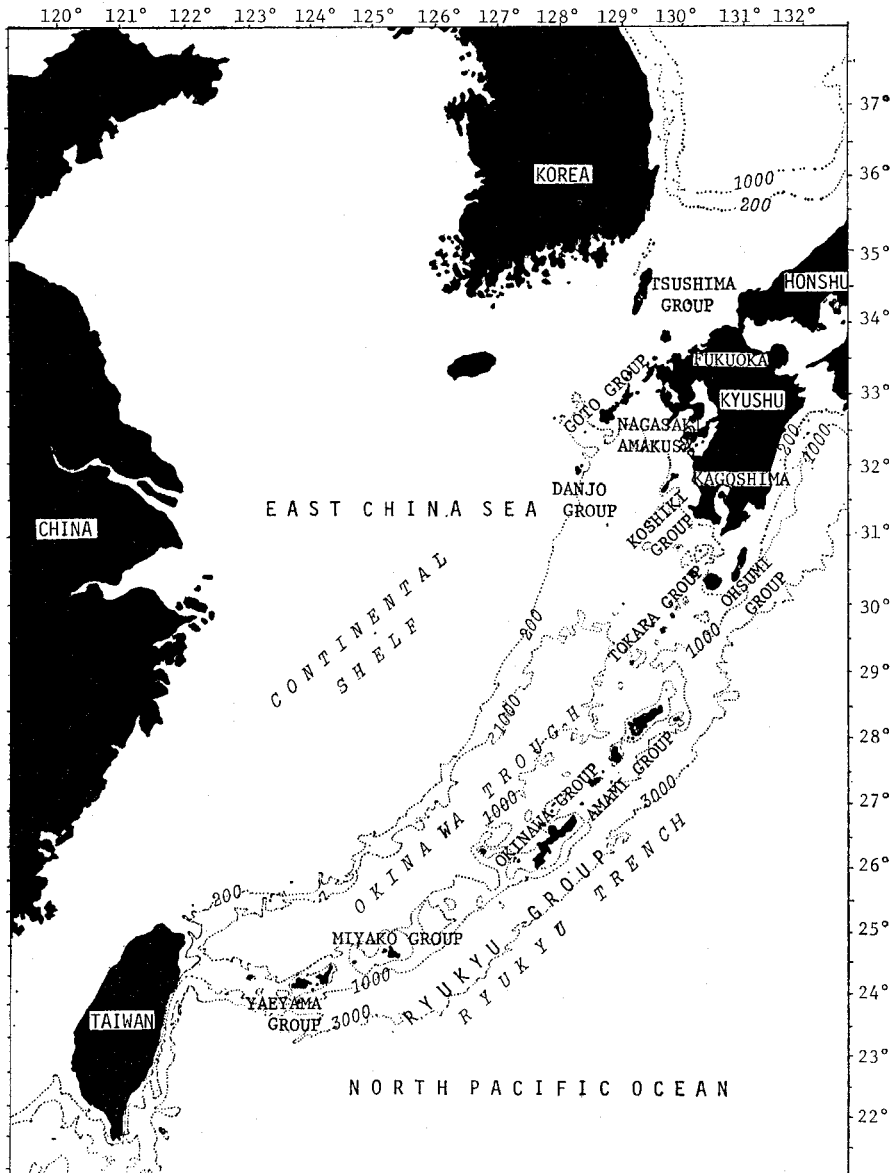 120° 121° 122° 123° 124° 125° 126° 127° 128° 129° 130° 131° 132°
37°
36°
35°
34°
33°
32°
31°
30°
29°
28°
27°
26°
25°
24°
23°
22°
KOREA
1000
200
HONSHU
TSUSHIMA
GROUP
FUKUOKA
KYUSHU
GOTO GROUP
NAGASAKI
AMAKUSA
200
1000
KAGOSHIMA
DANJO
GROUP
KOSHIKI
GROUP
EAST CHINA SEA
CHINA
CONTINENTAL
SHELF
OHSUMI
GROUP
TOKARA GROUP
200
1000
1000
OKINAWA TROUGH
1000
OKINAWA GROUP
AMAMI GROUP
3000
200
MIYAKO GROUP
RYUKYU GROUP
RYUKYU TRENCH
1000
YAEYAMA
GROUP
3000
TAIWAN
NORTH PACIFIC OCEAN